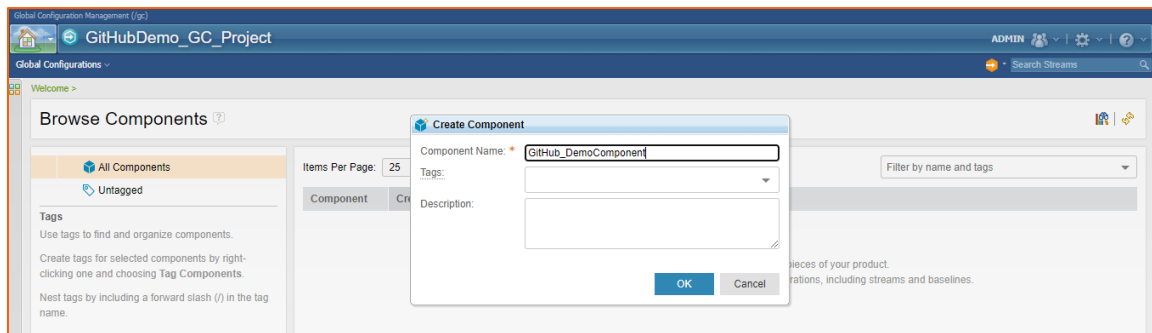 Global Configuration Management (/gc)
GitHubDemo_GC_Project
ADMIN
Global Configurations
Search Streams
Welcome >
Browse Components
Create Component
Component Name: *
GitHub_DemoComponent
Tags:
Description:
OK
Cancel
All Components
Untagged
Tags
Use tags to find and organize components.
Create tags for selected components by right-
clicking one and choosing Tag Components.
Nest tags by including a forward slash (/) in the tag
name.
Items Per Page: 25
Filter by name and tags
Component
of your product.
including streams and baselines.